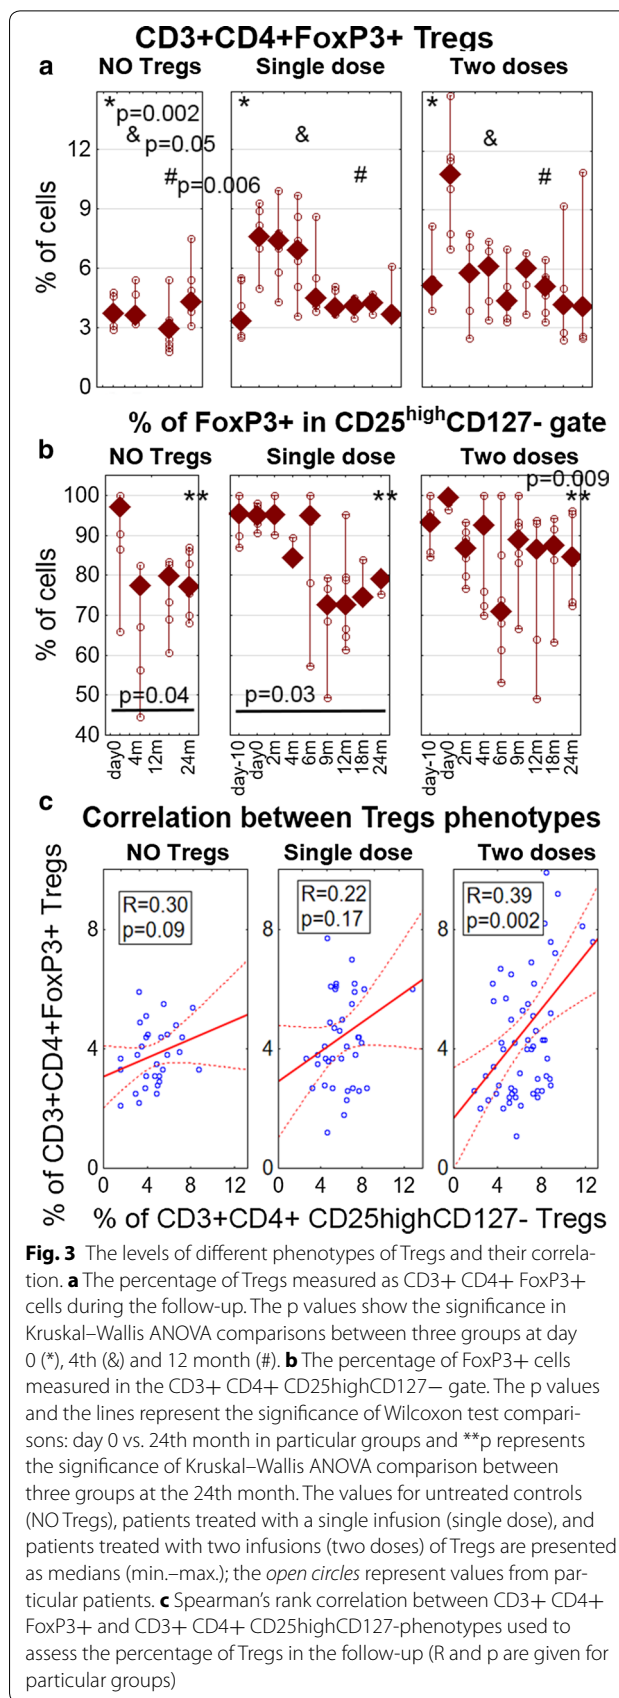 CD3+CD4+FoxP3+ Tregs
a
NO Tregs Single dose Two doses
* p=0.002
& p=0.05
# p=0.006
* & #
* & #
% of cells
12
9
6
3
0
% of FoxP3+ in CD25highCD127- gate
b
NO Tregs Single dose Two doses
p=0.009
** ** **
% of cells
100
90
80
70
60
50
40
p=0.04 p=0.03
day0 4m 12m 24m
day-10 day0 2m 4m 6m 9m 12m 18m 24m
day-10 day0 2m 4m 6m 9m 12m 18m 24m
c
Correlation between Tregs phenotypes
NO Tregs Single dose Two doses
R=0.30
p=0.09
R=0.22
p=0.17
R=0.39
p=0.002
% of CD3+CD4+FoxP3+ Tregs
8 8 8
4 4 4
0 0 0
0 4 8 12 0 4 8 12 0 4 8 12
% of CD3+CD4+ CD25highCD127- Tregs
Fig. 3 The levels of different phenotypes of Tregs and their correla-
tion. a The percentage of Tregs measured as CD3+ CD4+ FoxP3+
cells during the follow-up. The p values show the significance in
Kruskal–Wallis ANOVA comparisons between three groups at day
0 (*), 4th (&) and 12 month (#). b The percentage of FoxP3+ cells
measured in the CD3+ CD4+ CD25highCD127− gate. The p values
and the lines represent the significance of Wilcoxon test compari-
sons: day 0 vs. 24th month in particular groups and **p represents
the significance of Kruskal–Wallis ANOVA comparison between
three groups at the 24th month. The values for untreated controls
(NO Tregs), patients treated with a single infusion (single dose), and
patients treated with two infusions (two doses) of Tregs are presented
as medians (min.–max.); the open circles represent values from par-
ticular patients. c Spearman's rank correlation between CD3+ CD4+
FoxP3+ and CD3+ CD4+ CD25highCD127-phenotypes used to
assess the percentage of Tregs in the follow-up (R and p are given for
particular groups)